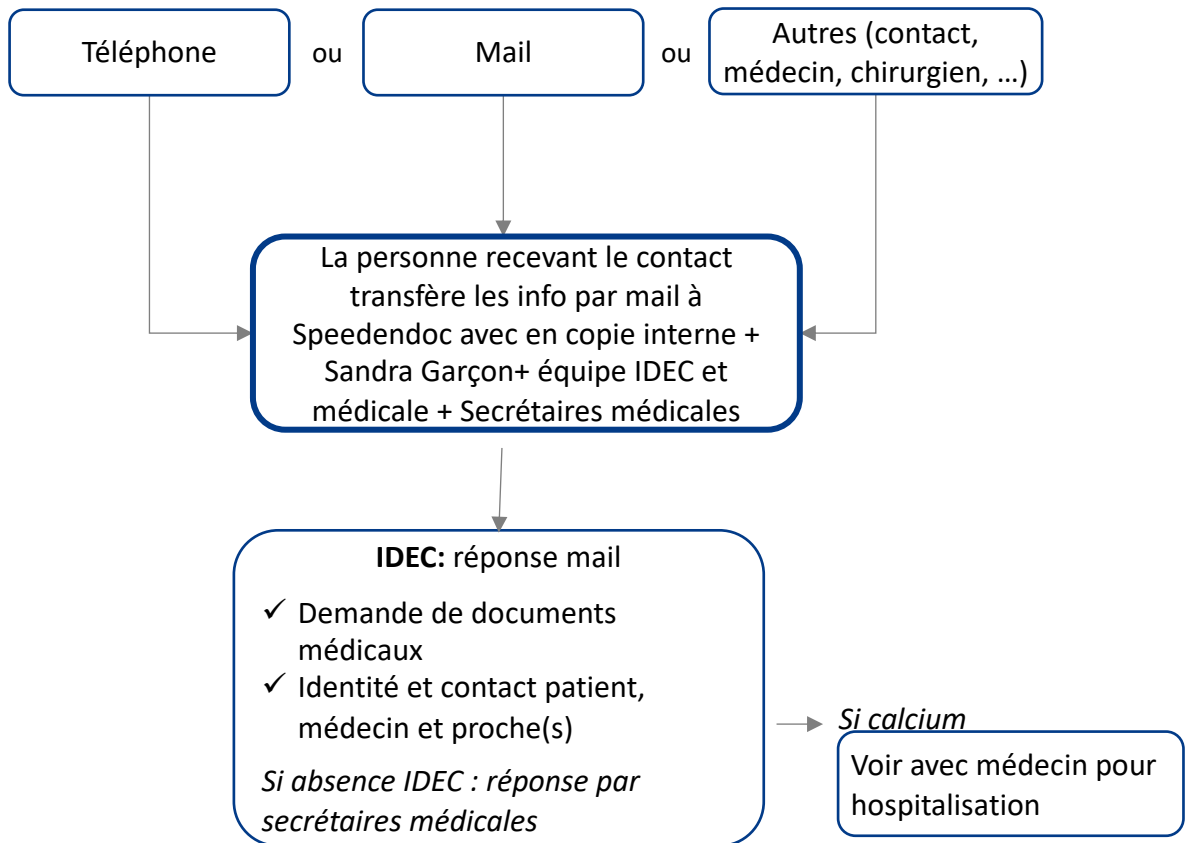 Téléphone
ou
Mail
ou
Autres (contact,
médecin, chirurgien, …)
La personne recevant le contact
transfère les info par mail à
Speedendoc avec en copie interne +
Sandra Garçon+ équipe IDEC et
médicale + Secrétaires médicales
IDEC: réponse mail
✓ Demande de documents
médicaux
✓ Identité et contact patient,
médecin et proche(s)
Si absence IDEC : réponse par
secrétaires médicales
Si calcium
Voir avec médecin pour
hospitalisation